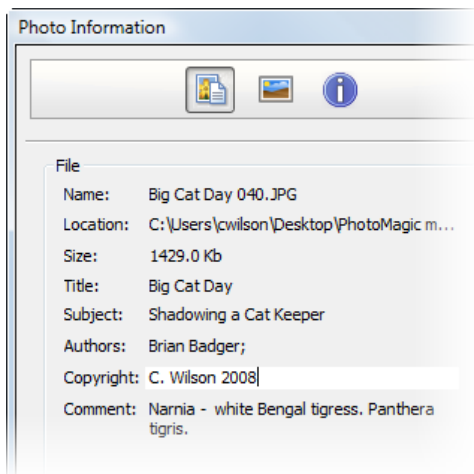 Photo Information
File
Name: Big Cat Day 040.JPG
Location: C:\Users\cwilson\Desktop\PhotoMagic m...
Size: 1429.0 Kb
Title: Big Cat Day
Subject: Shadowing a Cat Keeper
Authors: Brian Badger;
Copyright: C. Wilson 2008
Comment: Narnia - white Bengal tigress. Panthera
tigris.